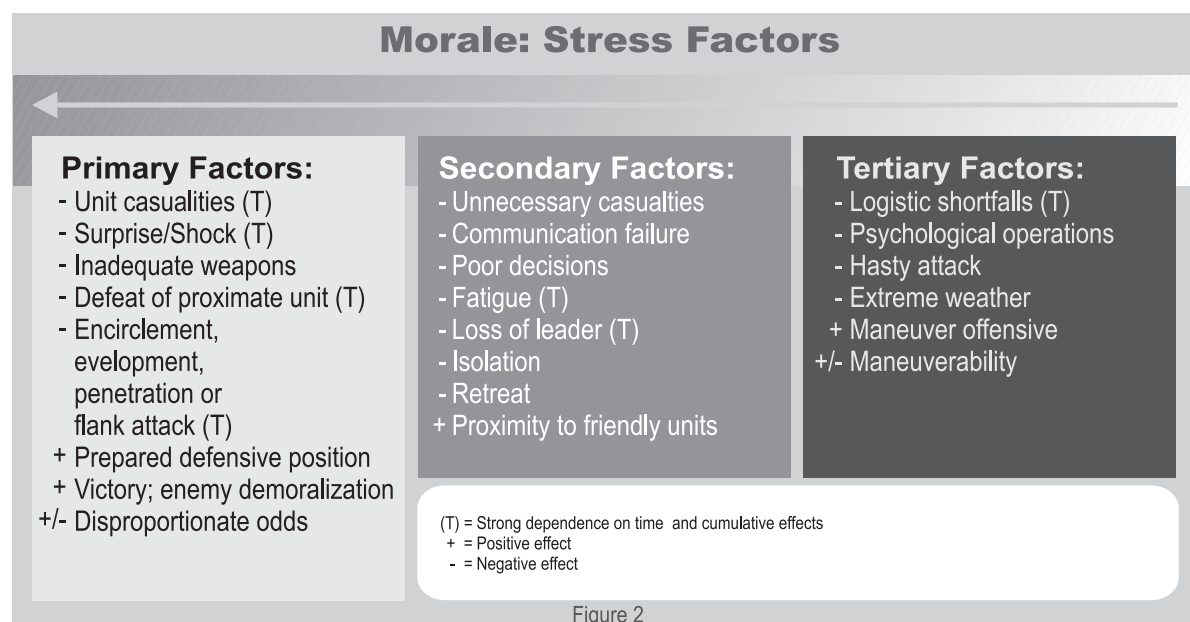 Morale: Stress Factors
Primary Factors:
- Unit casualities (T)
- Surprise/Shock (T)
- Inadequate weapons
- Defeat of proximate unit (T)
- Encirclement,
evelopment,
penetration or
flank attack (T)
+ Prepared defensive position
+ Victory; enemy demoralization
+/- Disproportionate odds
Secondary Factors:
- Unnecessary casualties
- Communication failure
- Poor decisions
- Fatigue (T)
- Loss of leader (T)
- Isolation
- Retreat
+ Proximity to friendly units
Tertiary Factors:
- Logistic shortfalls (T)
- Psychological operations
- Hasty attack
- Extreme weather
+ Maneuver offensive
+/- Maneuverability
(T) = Strong dependence on time and cumulative effects
+ = Positive effect
- = Negative effect
Figure 2